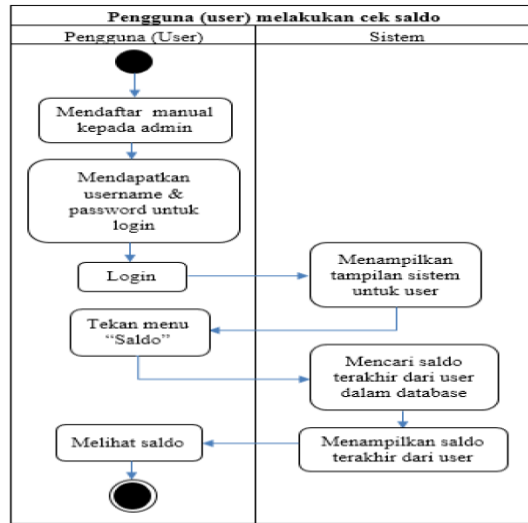 Pengguna (user) melakukan cek saldo
Pengguna (User)
Sistem
Mendaftar manual
kepada admin
Mendapatkan
username &
password untuk
login
Login
Menampilkan
tampilan sistem
untuk user
Tekan menu
“Saldo”
Mencari saldo
terakhir dari user
dalam database
Menampilkan saldo
terakhir dari user
Melihat saldo